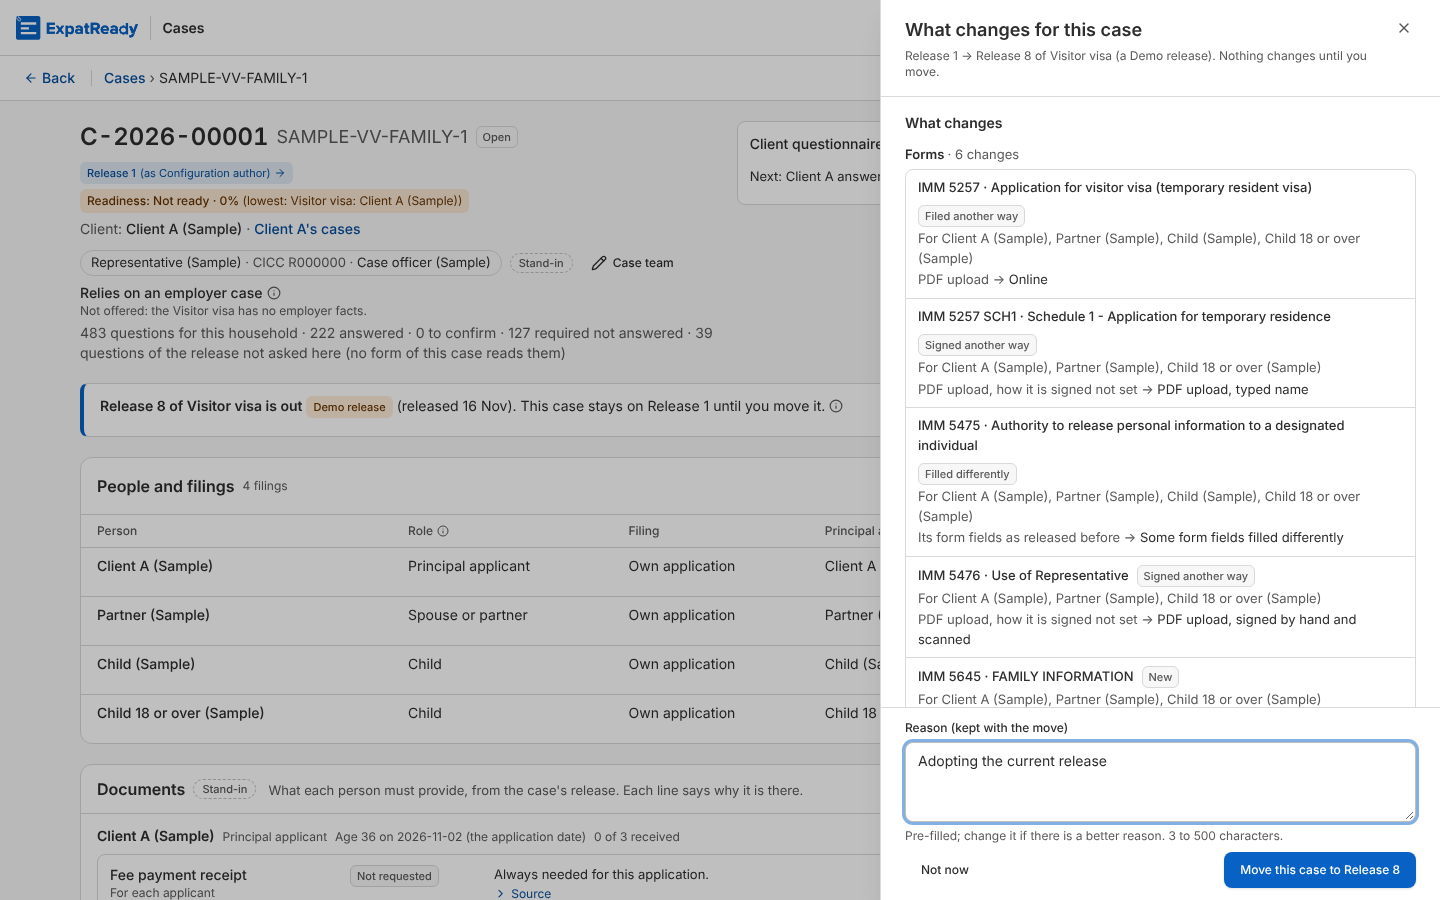 ExpatReady
Cases
Back
Cases › SAMPLE-VV-FAMILY-1
C-2026-00001 SAMPLE-VV-FAMILY-1 Open
Release 1 (as Configuration author) →
Readiness: Not ready · 0% (lowest: Visitor visa: Client A (Sample))
Client: Client A (Sample) · Client A's cases
Representative (Sample) · CICC R000000 · Case officer (Sample) Stand-in Case team
Relies on an employer case
Not offered: the Visitor visa has no employer facts.
483 questions for this household · 222 answered · 0 to confirm · 127 required not answered · 39
questions of the release not asked here (no form of this case reads them)
Client questionnaire
Next: Client A answer
Release 8 of Visitor visa is out Demo release (released 16 Nov). This case stays on Release 1 until you move it.
People and filings 4 filings
Person Role Filing Principal a
Client A (Sample) Principal applicant Own application Client A
Partner (Sample) Spouse or partner Own application Partner (
Child (Sample) Child Own application Child (Sa
Child 18 or over (Sample) Child Own application Child 18
Documents Stand-in What each person must provide, from the case's release. Each line says why it is there.
Client A (Sample) Principal applicant Age 36 on 2026-11-02 (the application date) 0 of 3 received
Fee payment receipt Not requested Always needed for this application.
For each applicant Source
What changes for this case
Release 1 → Release 8 of Visitor visa (a Demo release). Nothing changes until you
move.
What changes
Forms · 6 changes
IMM 5257 · Application for visitor visa (temporary resident visa)
Filed another way
For Client A (Sample), Partner (Sample), Child (Sample), Child 18 or over
(Sample)
PDF upload → Online
IMM 5257 SCH1 · Schedule 1 - Application for temporary residence
Signed another way
For Client A (Sample), Partner (Sample), Child 18 or over (Sample)
PDF upload, how it is signed not set → PDF upload, typed name
IMM 5475 · Authority to release personal information to a designated
individual
Filled differently
For Client A (Sample), Partner (Sample), Child (Sample), Child 18 or over
(Sample)
Its form fields as released before → Some form fields filled differently
IMM 5476 · Use of Representative Signed another way
For Client A (Sample), Partner (Sample), Child 18 or over (Sample)
PDF upload, how it is signed not set → PDF upload, signed by hand and
scanned
IMM 5645 · FAMILY INFORMATION New
For Client A (Sample), Partner (Sample), Child 18 or over (Sample)
Reason (kept with the move)
Adopting the current release
Pre-filled; change it if there is a better reason. 3 to 500 characters.
Not now
Move this case to Release 8